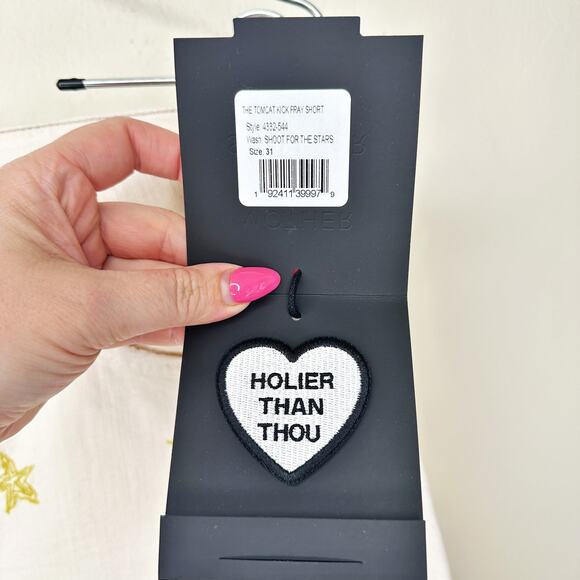 THE TOMCAT KICK FRAY SHORT
Style: 4332-544
Wash: SHOOT FOR THE STARS
Size: 31
1 92411 39997 9
MOTHER
HOLIER
THAN
THOU